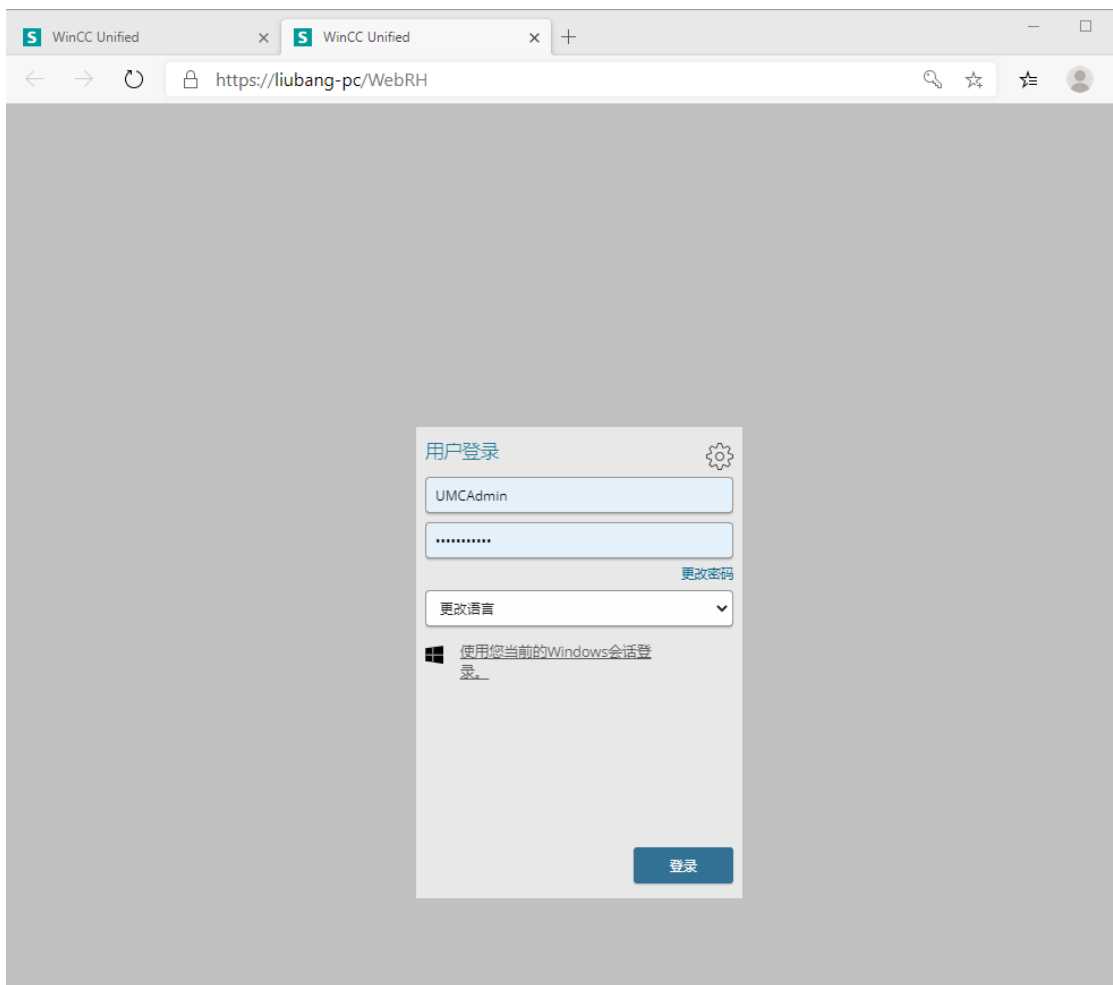 WinCC Unified
WinCC Unified
https://liubang-pc/WebRH
用户登录
UMCAdmin
•••••••••••
更改密码
更改语言
使用您当前的Windows会话登
录。
登录